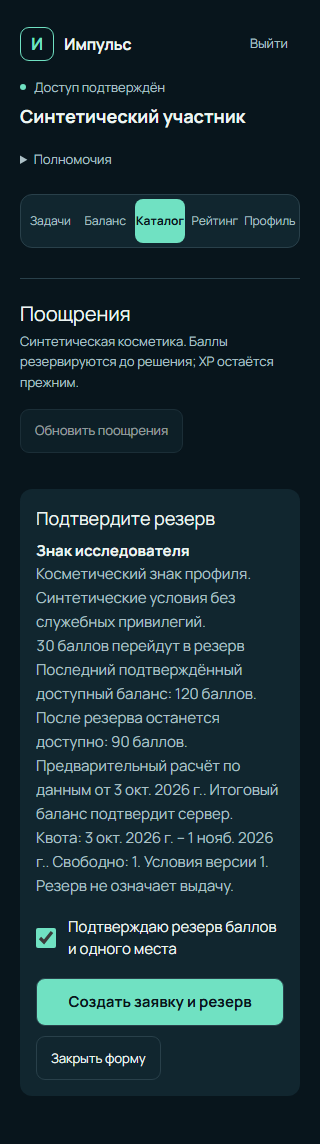 И Импульс Выйти
Доступ подтверждён
Синтетический участник
Полномочия
Задачи Баланс Каталог Рейтинг Профиль
Поощрения
Синтетическая косметика. Баллы
резервируются до решения; XP остаётся
прежним.
Обновить поощрения
Подтвердите резерв
Знак исследователя
Косметический знак профиля.
Синтетические условия без
служебных привилегий.
30 баллов перейдут в резерв
Последний подтверждённый
доступный баланс: 120 баллов.
После резерва останется
доступно: 90 баллов.
Предварительный расчёт по
данным от 3 окт. 2026 г.. Итоговый
баланс подтвердит сервер.
Квота: 3 окт. 2026 г. – 1 нояб. 2026
г.. Свободно: 1. Условия версии 1.
Резерв не означает выдачу.
Подтверждаю резерв баллов
и одного места
Создать заявку и резерв
Закрыть форму